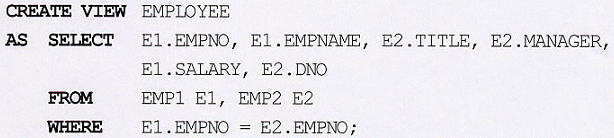 CREATE VIEW EMPLOYEE
AS SELECT E1.EMPNO, E1.EMPNAME, E2.TITLE, E2.MANAGER,
E1.SALARY, E2.DNO
FROM EMP1 E1, EMP2 E2
WHERE E1.EMPNO = E2.EMPNO;